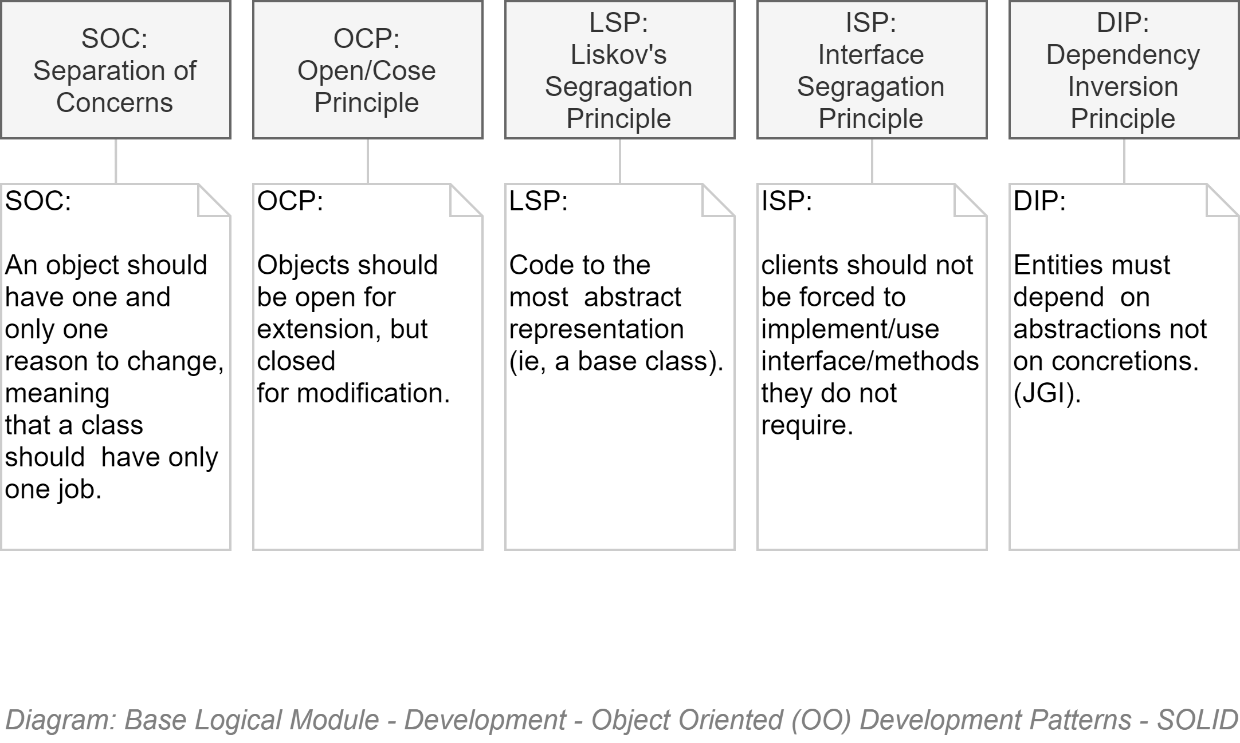 SOC:
Separation of
Concerns
OCP:
Open/Cose
Principle
LSP:
Liskov's
Segragation
Principle
ISP:
Interface
Segragation
Principle
DIP:
Dependency
Inversion
Principle
SOC:
An object should
have one and
only one
reason to change,
meaning
that a class
should  have only
one job.
OCP:
Objects should
be open for
extension, but
closed
for modification.
LSP:
Code to the
most  abstract
representation
(ie, a base class).
ISP:
clients should not
be forced to
implement/use
interface/methods
they do not
require.
DIP:
Entities must
depend  on
abstractions not
on concretions.
(JGI).
Diagram: Base Logical Module - Development - Object Oriented (OO) Development Patterns - SOLID